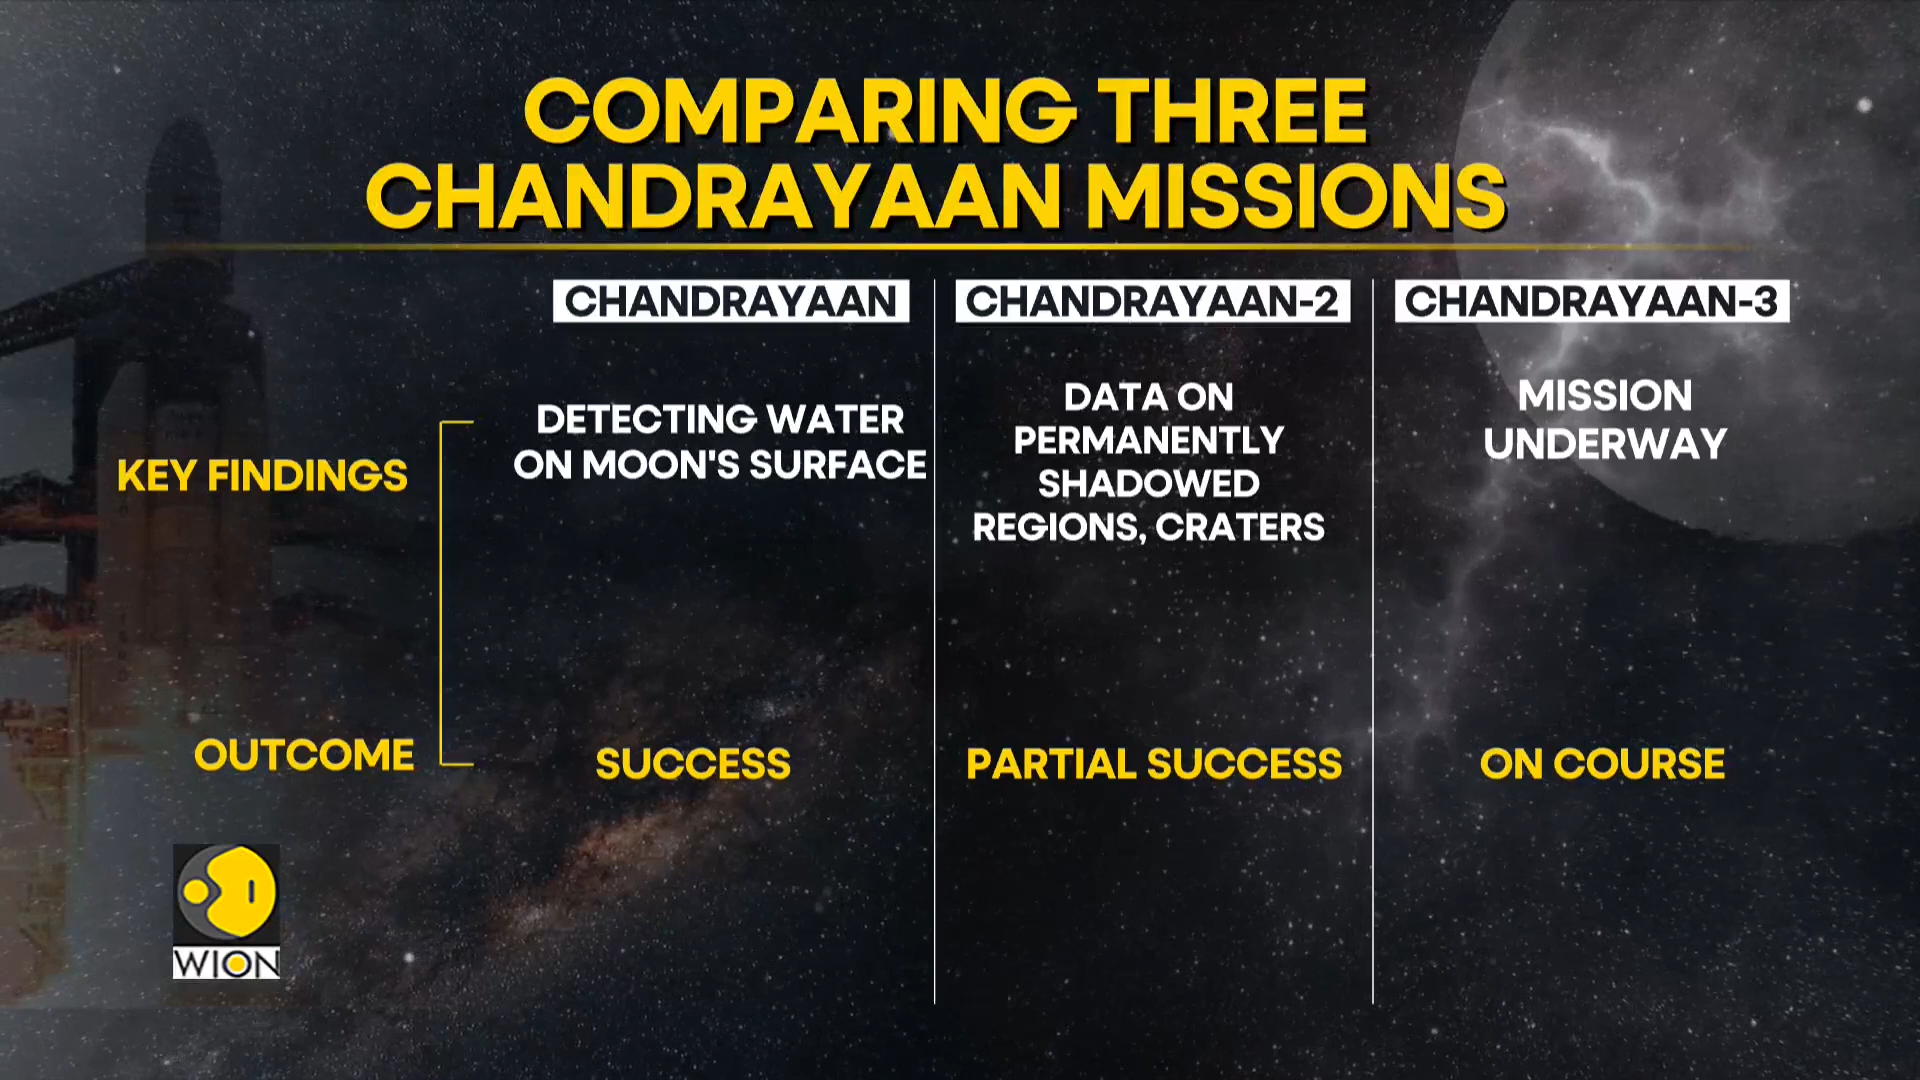 COMPARING THREE
CHANDRAYAAN MISSIONS
CHANDRAYAAN
CHANDRAYAAN-2
CHANDRAYAAN-3
KEY FINDINGS
DETECTING WATER
ON MOON'S SURFACE
DATA ON
PERMANENTLY
SHADOWED
REGIONS, CRATERS
MISSION
UNDERWAY
OUTCOME
SUCCESS
PARTIAL SUCCESS
ON COURSE
WION